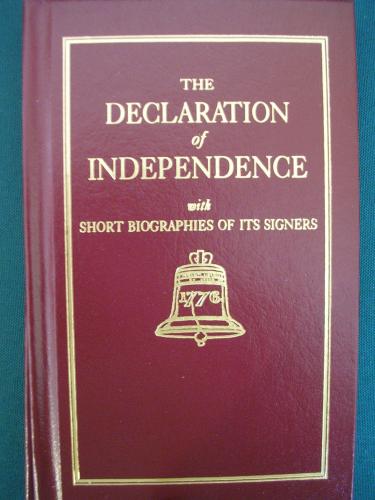 THE
DECLARATION
of
INDEPENDENCE
with
SHORT BIOGRAPHIES OF ITS SIGNERS
1776